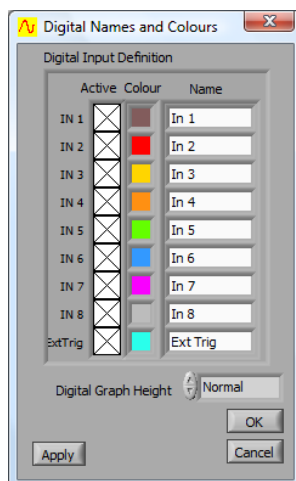 Digital Names and Colours
Digital Input Definition
Active Colour Name
IN 1 In 1
IN 2 In 2
IN 3 In 3
IN 4 In 4
IN 5 In 5
IN 6 In 6
IN 7 In 7
IN 8 In 8
ExtTrig Ext Trig
Digital Graph Height Normal
OK
Apply Cancel